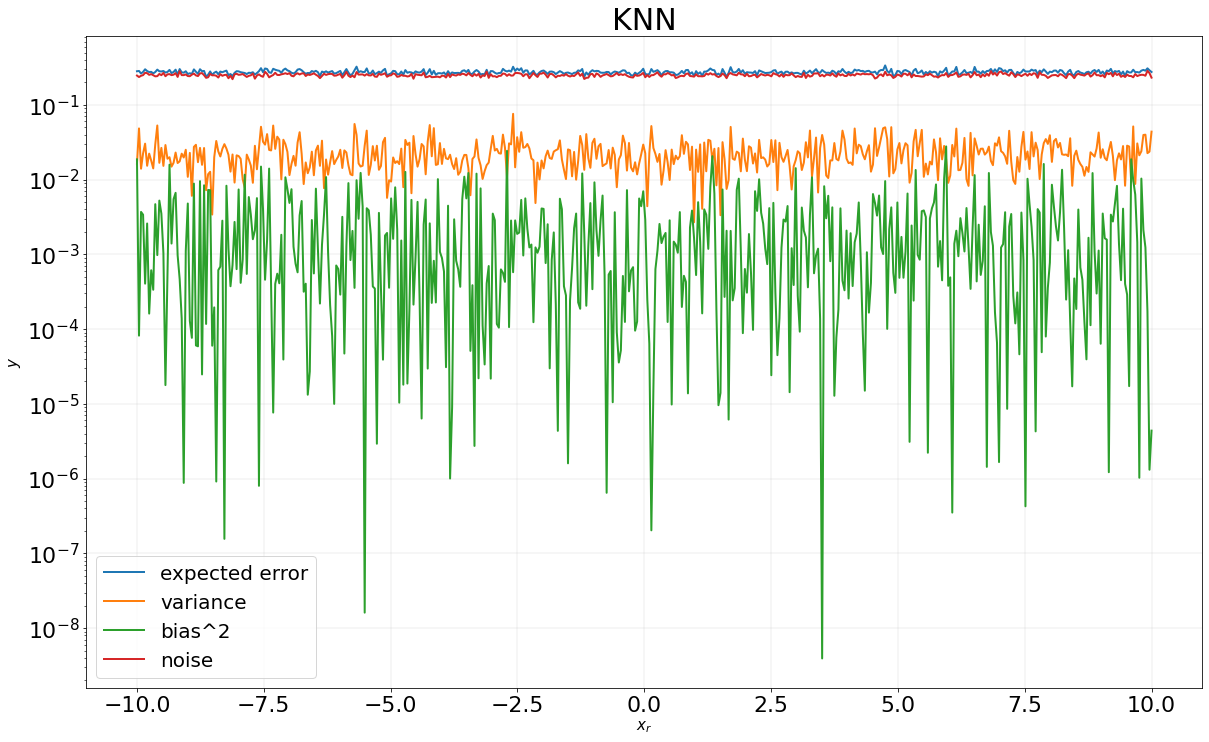 KNN
10⁻¹
10⁻²
10⁻³
10⁻⁴
10⁻⁵
10⁻⁶
10⁻⁷
10⁻⁸
y
expected error
variance
bias^2
noise
−10.0 −7.5 −5.0 −2.5 0.0 2.5 5.0 7.5 10.0
xᵣ